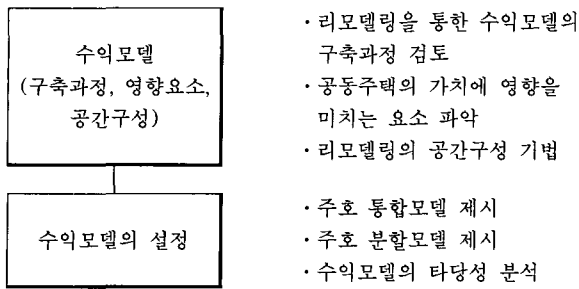 수익모델
(구축과정, 영향요소,
공간구성)
· 리모델링을 통한 수익모델의
구축과정 검토
· 공동주택의 가치에 영향을
미치는 요소 파악
· 리모델링의 공간구성 기법
수익모델의 설정
· 주호 통합모델 제시
· 주호 분할모델 제시
· 수익모델의 타당성 분석